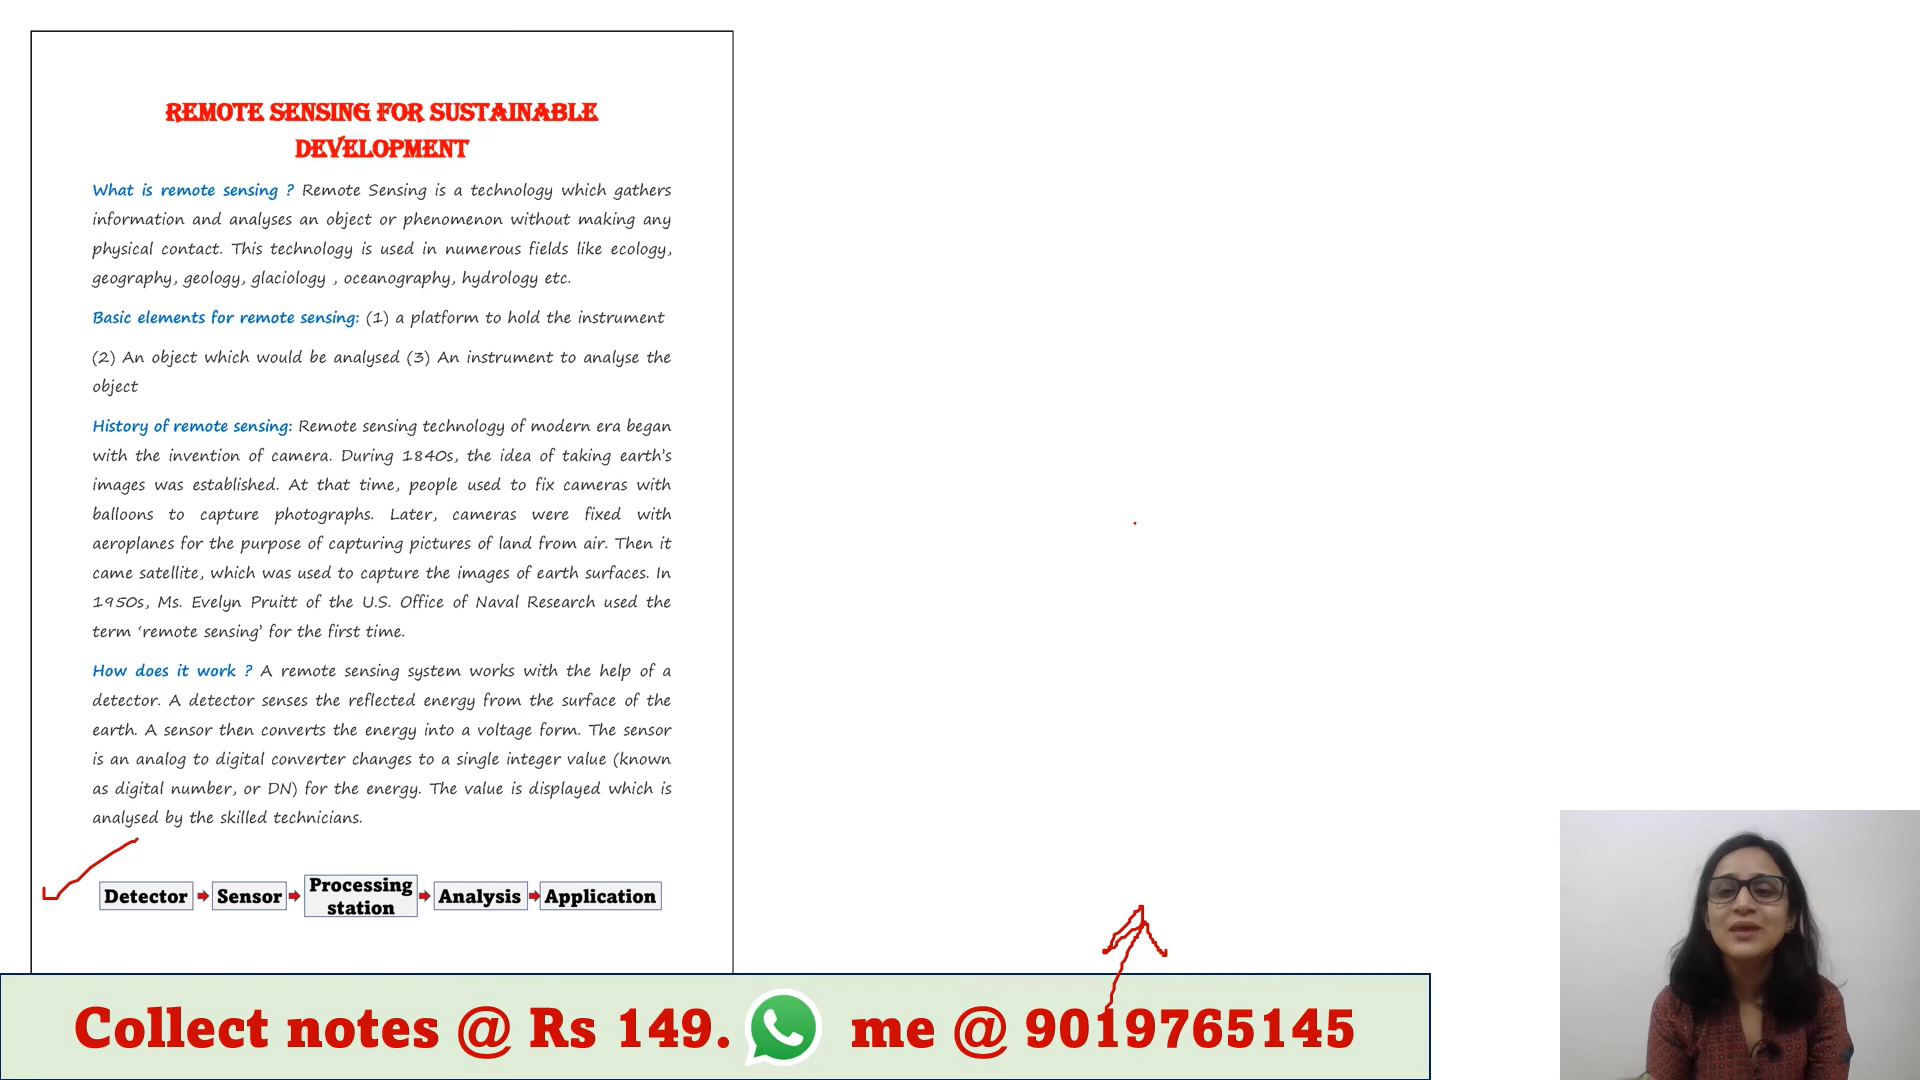 REMOTE SENSING FOR SUSTAINABLE
DEVELOPMENT
What is remote sensing ? Remote Sensing is a technology which gathers
information and analyses an object or phenomenon without making any
physical contact. This technology is used in numerous fields like ecology,
geography, geology, glaciology , oceanography, hydrology etc.
Basic elements for remote sensing: (1) a platform to hold the instrument
(2) An object which would be analysed (3) An instrument to analyse the
object
History of remote sensing: Remote sensing technology of modern era began
with the invention of camera. During 1840s, the idea of taking earth’s
images was established. At that time, people used to fix cameras with
balloons to capture photographs. Later, cameras were fixed with
aeroplanes for the purpose of capturing pictures of land from air. Then it
came satellite, which was used to capture the images of earth surfaces. In
1950s, Ms. Evelyn Pruitt of the U.S. Office of Naval Research used the
term ‘remote sensing’ for the first time.
How does it work ? A remote sensing system works with the help of a
detector. A detector senses the reflected energy from the surface of the
earth. A sensor then converts the energy into a voltage form. The sensor
is an analog to digital converter changes to a single integer value (known
as digital number, or DN) for the energy. The value is displayed which is
analysed by the skilled technicians.
Detector Sensor Processing station Analysis Application
Collect notes @ Rs 149. me @ 9019765145